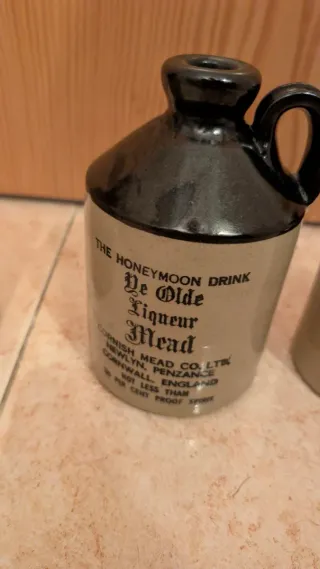 THE HONEYMOON DRINK
Ye Olde
Liqueur
Mead
CORNISH MEAD CO. LTD.
NEWLYN, PENZANCE
CORNWALL, ENGLAND
NOT LESS THAN
PER CENT PROOF SPIRIT